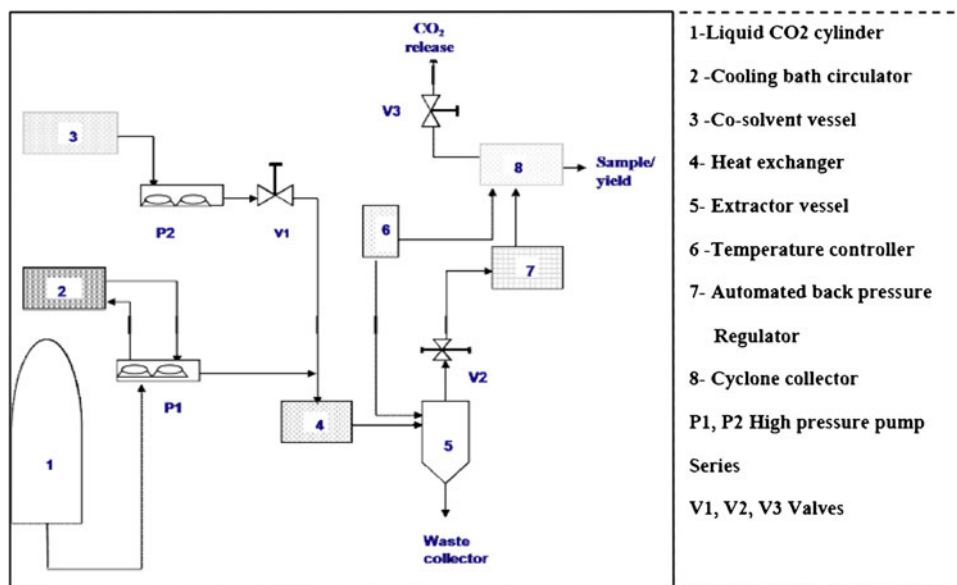 CO2
release
V3
3
8
Sample/
yield
P2
V1
6
7
2
V2
P1
4
5
1
Waste
collector
1-Liquid CO2 cylinder
2 -Cooling bath circulator
3 -Co-solvent vessel
4- Heat exchanger
5- Extractor vessel
6 -Temperature controller
7- Automated back pressure
Regulator
8- Cyclone collector
P1, P2 High pressure pump
Series
V1, V2, V3 Valves